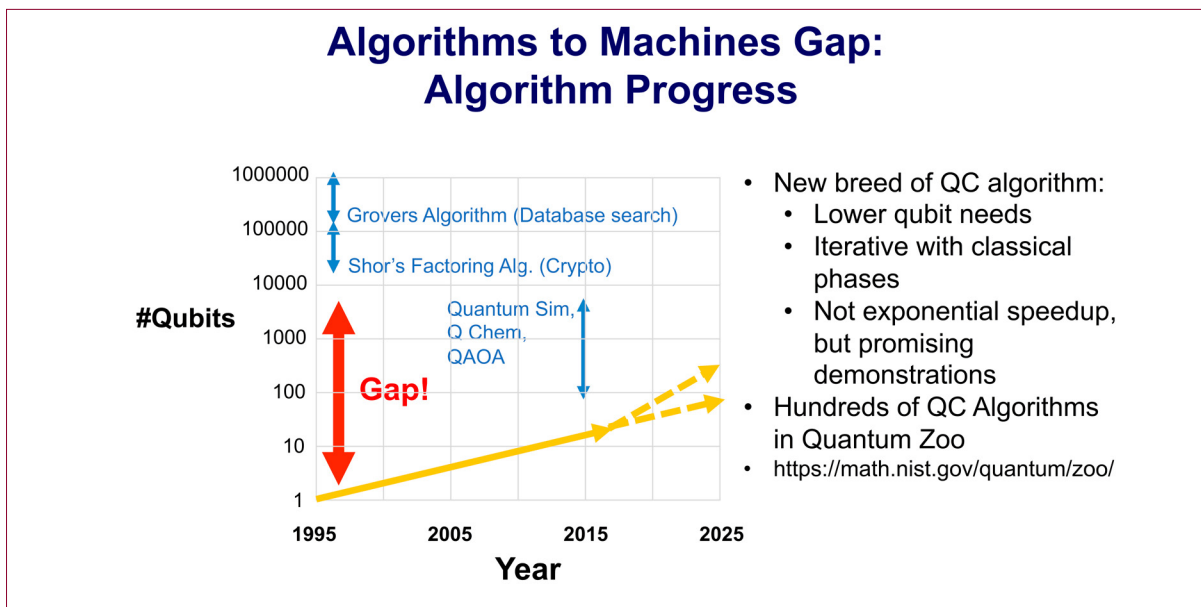 Algorithms to Machines Gap:
Algorithm Progress
1000000
100000
10000
1000
100
10
1
#Qubits
Grovers Algorithm (Database search)
Shor's Factoring Alg. (Crypto)
Quantum Sim,
Q Chem,
QAOA
Gap!
1995
2005
2015
2025
Year
• New breed of QC algorithm:
• Lower qubit needs
• Iterative with classical
phases
• Not exponential speedup,
but promising
demonstrations
• Hundreds of QC Algorithms
in Quantum Zoo
• https://math.nist.gov/quantum/zoo/